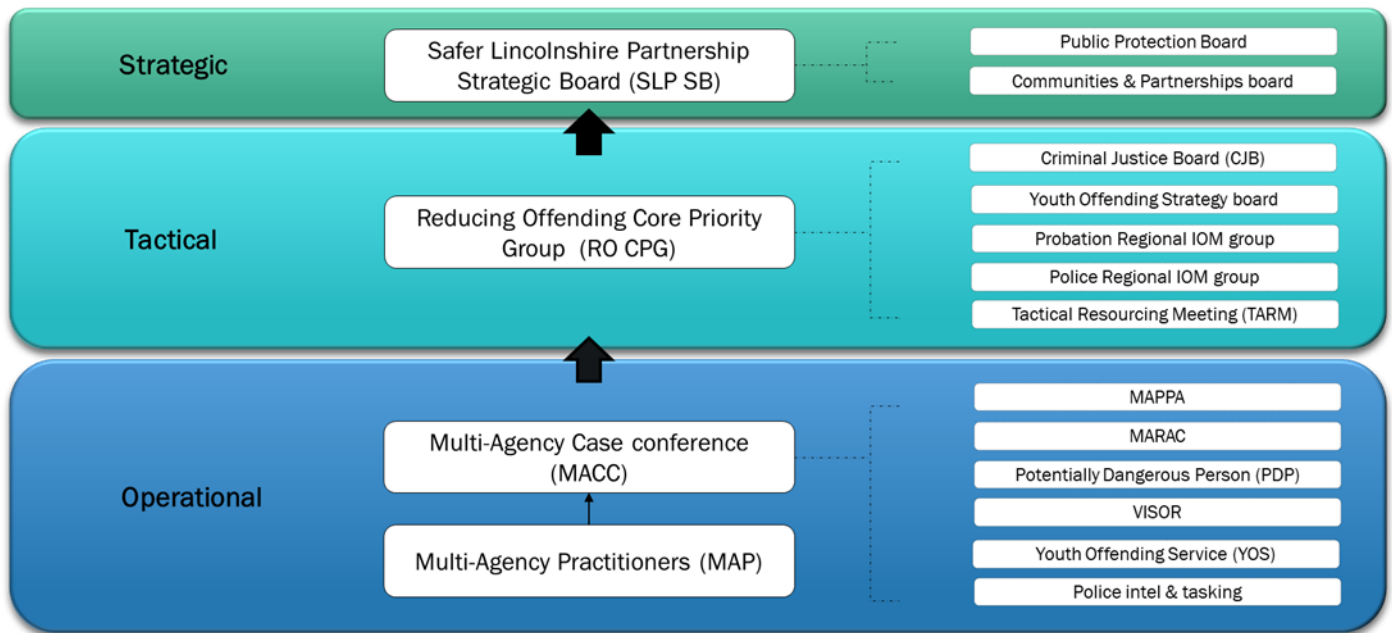 Strategic
Safer Lincolnshire Partnership
Strategic Board (SLP SB)
Public Protection Board
Communities & Partnerships board
Tactical
Reducing Offending Core Priority
Group (RO CPG)
Criminal Justice Board (CJB)
Youth Offending Strategy board
Probation Regional IOM group
Police Regional IOM group
Tactical Resourcing Meeting (TARM)
Operational
Multi-Agency Case conference
(MACC)
Multi-Agency Practitioners (MAP)
MAPPA
MARAC
Potentially Dangerous Person (PDP)
VISOR
Youth Offending Service (YOS)
Police intel & tasking